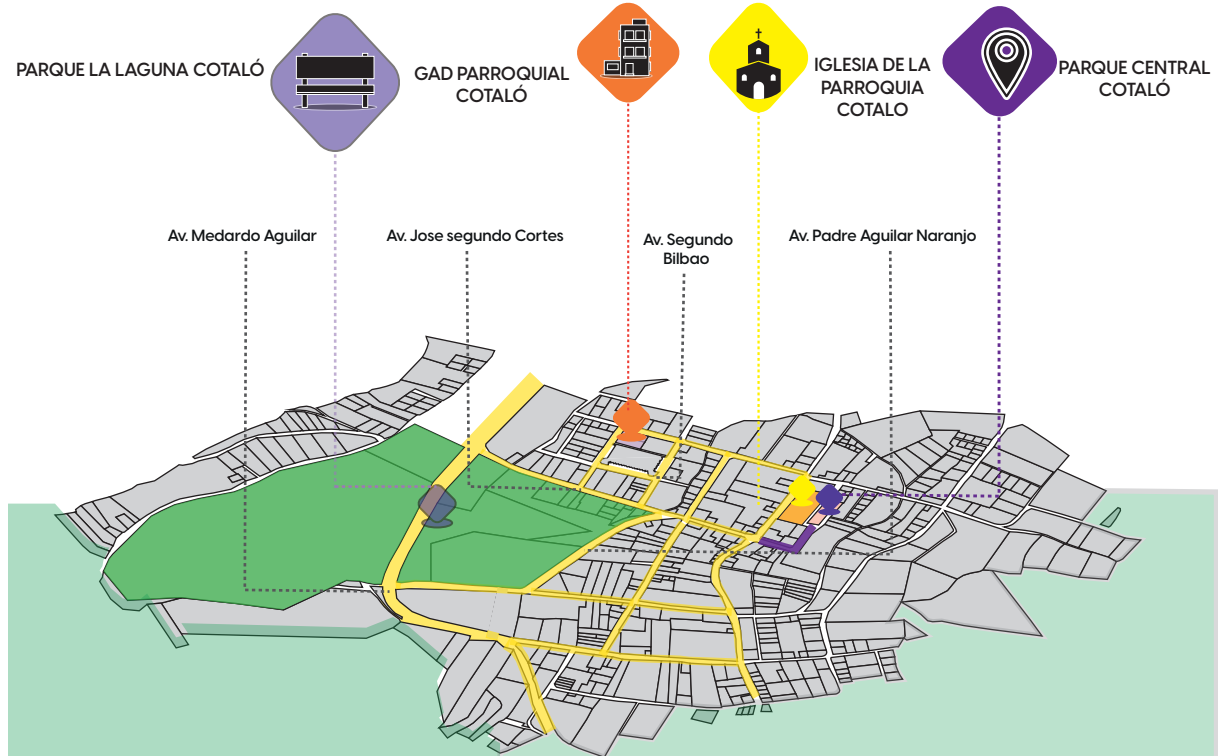 PARQUE LA LAGUNA COTALÓ
GAD PARROQUIAL
COTALÓ
IGLESIA DE LA
PARROQUIA
COTALO
PARQUE CENTRAL
COTALÓ
Av. Medardo Aguilar
Av. Jose segundo Cortes
Av. Segundo
Bilbao
Av. Padre Aguilar Naranjo